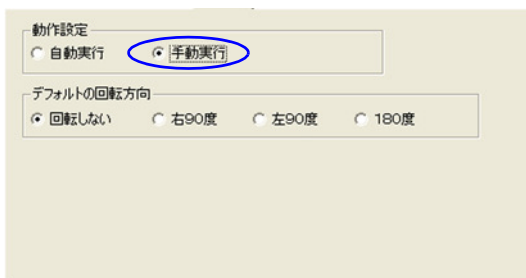 動作設定
自動実行 手動実行
デフォルトの回転方向
回転しない 右90度 左90度 180度